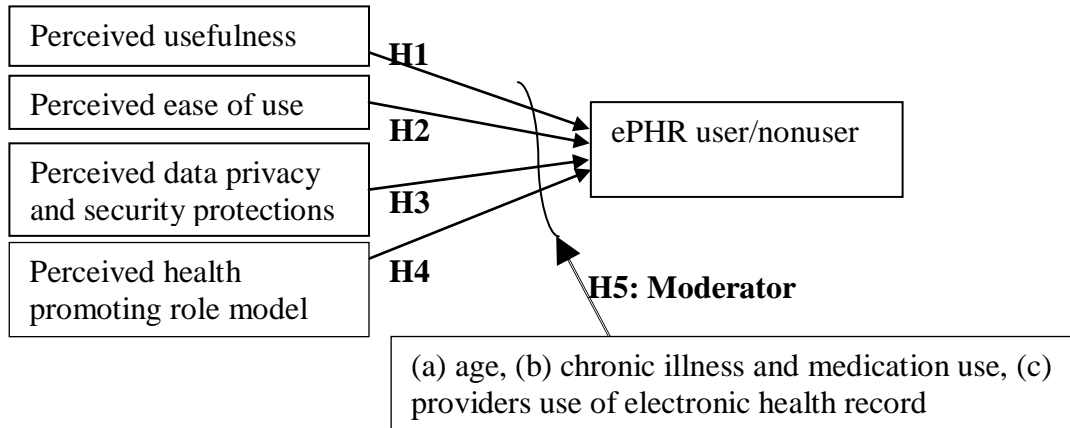 Perceived usefulness
H1
Perceived ease of use
H2
ePHR user/nonuser
Perceived data privacy
and security protections
H3
Perceived health
promoting role model
H4
H5: Moderator
(a) age, (b) chronic illness and medication use, (c)
providers use of electronic health record